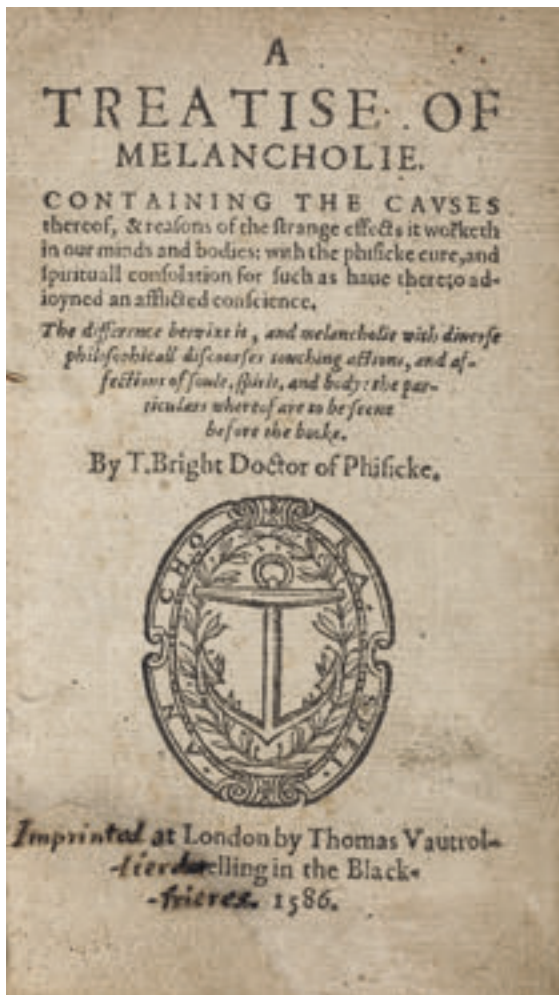 A
TREATISE OF
MELANCHOLIE.
CONTAINING THE CAVSES
thereof, & reaſons of the ſtrange effects it worketh
in our minds and bodies: with the phiſicke cure, and
ſpirituall conſolation for ſuch as haue thereto ad-
ioyned an afflicted conſcience.
The difference betwixt it, and melancholie with diuerſe
philoſophicall diſcourſes touching actions, and af-
fections of ſoule, ſpirit, and body: the par-
ticulars whereof are to be ſeene
before the booke.
By T. Bright Doctor of Phiſicke.
ANCHORA SPEI
Imprinted at London by Thomas Vautrol-
-lier dwelling in the Black-
-frieres. 1586.